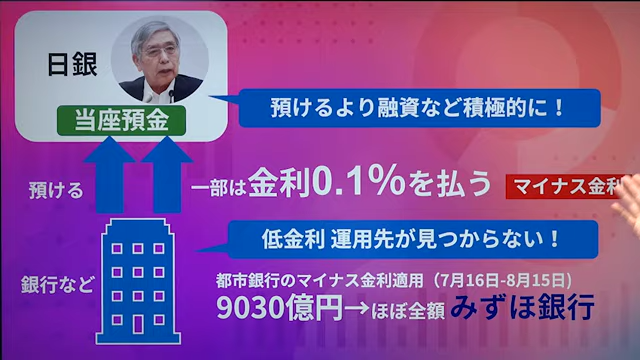 日銀
当座預金
預けるより融資など積極的に！
預ける
一部は金利0.1%を払う
マイナス金利
低金利 運用先が見つからない！
銀行など
都市銀行のマイナス金利適用（7月16日-8月15日）
9030億円→ほぼ全額 みずほ銀行